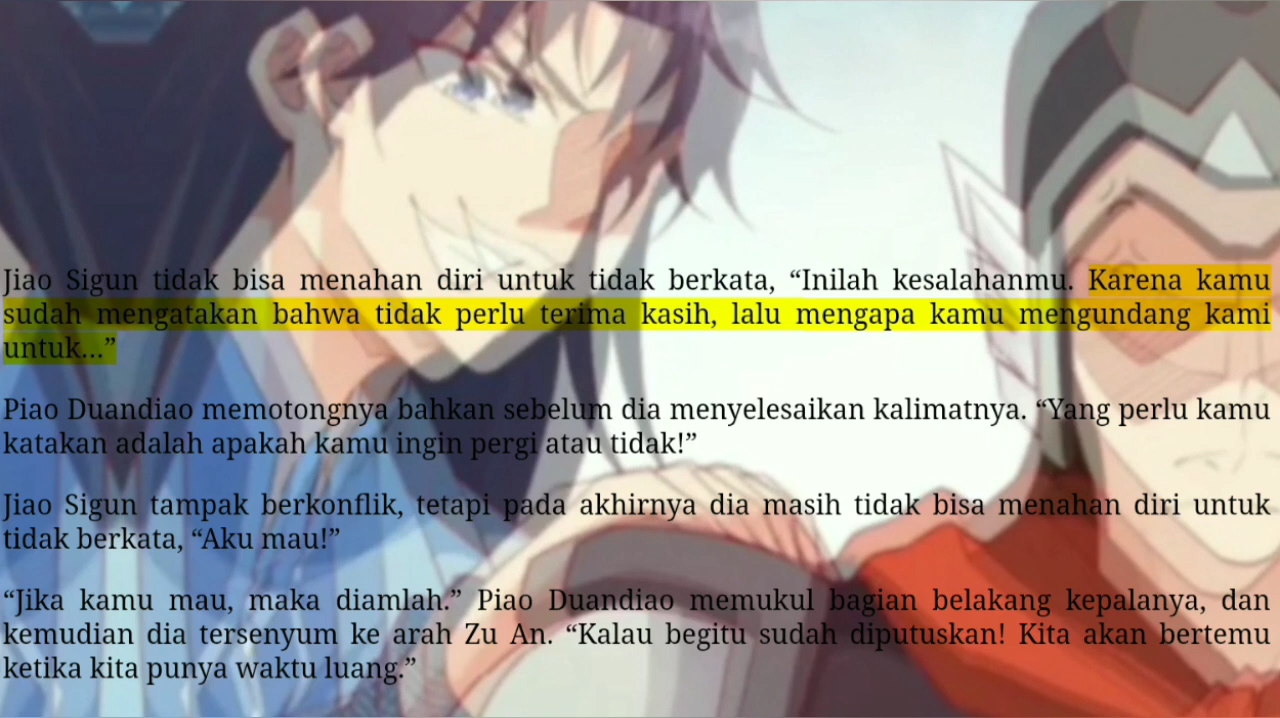 Jiao Sigun tidak bisa menahan diri untuk tidak berkata, “Inilah kesalahanmu. Karena kamu
sudah mengatakan bahwa tidak perlu terima kasih, lalu mengapa kamu mengundang kami
untuk...”
Piao Duandiao memotongnya bahkan sebelum dia menyelesaikan kalimatnya. “Yang perlu kamu
katakan adalah apakah kamu ingin pergi atau tidak!”
Jiao Sigun tampak berkonflik, tetapi pada akhirnya dia masih tidak bisa menahan diri untuk
tidak berkata, “Aku mau!”
“Jika kamu mau, maka diamlah.” Piao Duandiao memukul bagian belakang kepalanya, dan
kemudian dia tersenyum ke arah Zu An. “Kalau begitu sudah diputuskan! Kita akan bertemu
ketika kita punya waktu luang.”